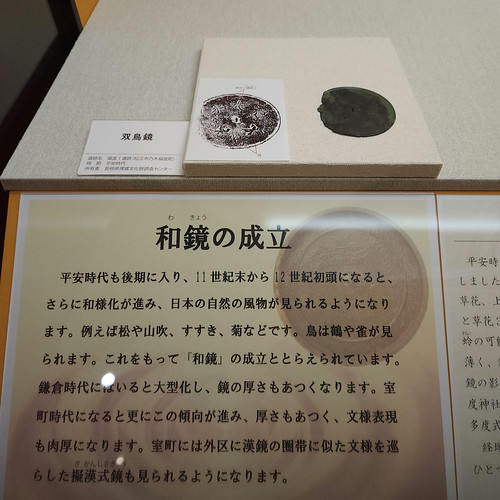 双鳥鏡
時期 平安時代
わ きょう
和鏡の成立
平安時代も後期に入り、11世紀末から12世紀初頭になると、
さらに和様化が進み、日本の自然の風物が見られるようになり
ます。例えば松や山吹、すすき、菊などです。鳥は鶴や雀が見
られます。これをもって「和鏡」の成立ととらえられています。
鎌倉時代にはいると大型化し、鏡の厚さもあつくなります。室
町時代になると更にこの傾向が進み、厚さもあつく、文様表現
も肉厚になります。室町には外区に漢鏡の圏帯に似た文様を巡
ぎかんしききょう
らした擬漢式鏡も見られるようになります。
平安時
しました
草花、上
と草花さ
の可能
薄く、
鏡の影
度神社
多度式
経塚
ひと